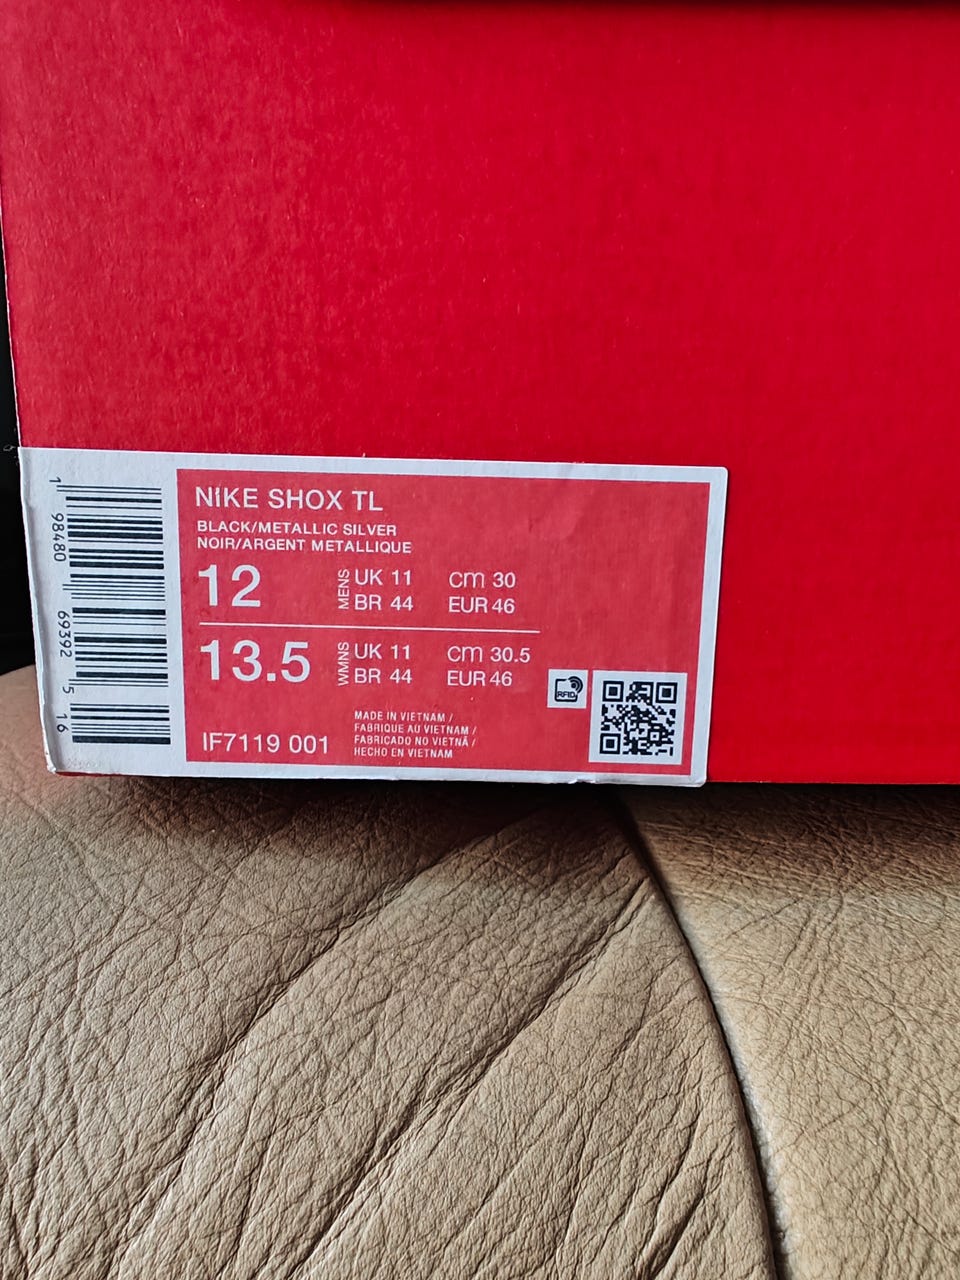 NIKE SHOX TL
BLACK/METALLIC SILVER
NOIR/ARGENT METALLIQUE
12 MENS UK 11 cm 30
BR 44 EUR 46
13.5 WMNS UK 11 cm 30.5
BR 44 EUR 46
RFID
IF7119 001
MADE IN VIETNAM /
FABRIQUE AU VIETNAM /
FABRICADO NO VIETNÃ /
HECHO EN VIETNAM
1 98480 69392 5 16